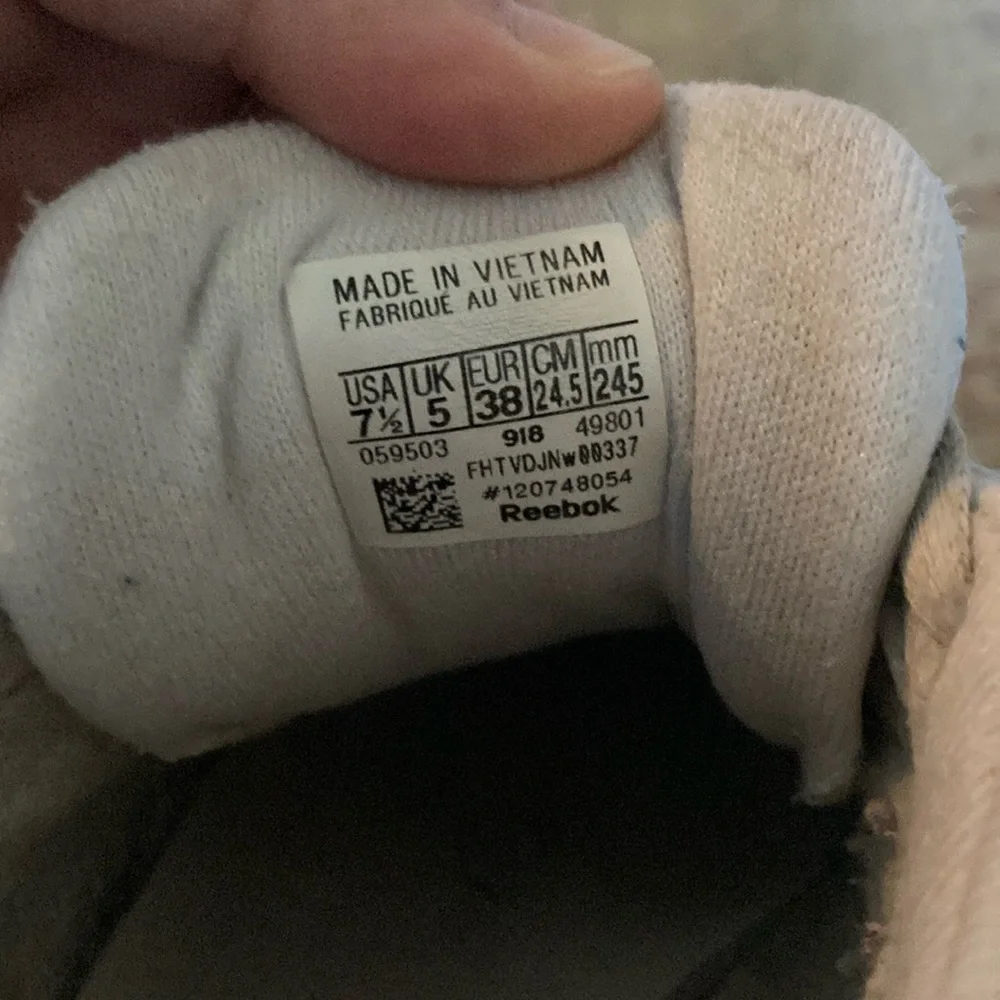 MADE IN VIETNAM
FABRIQUÉ AU VIETNAM
USA UK EUR CM mm
7½ 5 38 24.5 245
059503 918 49801
FHTVDJNw00337
#120748054
Reebok